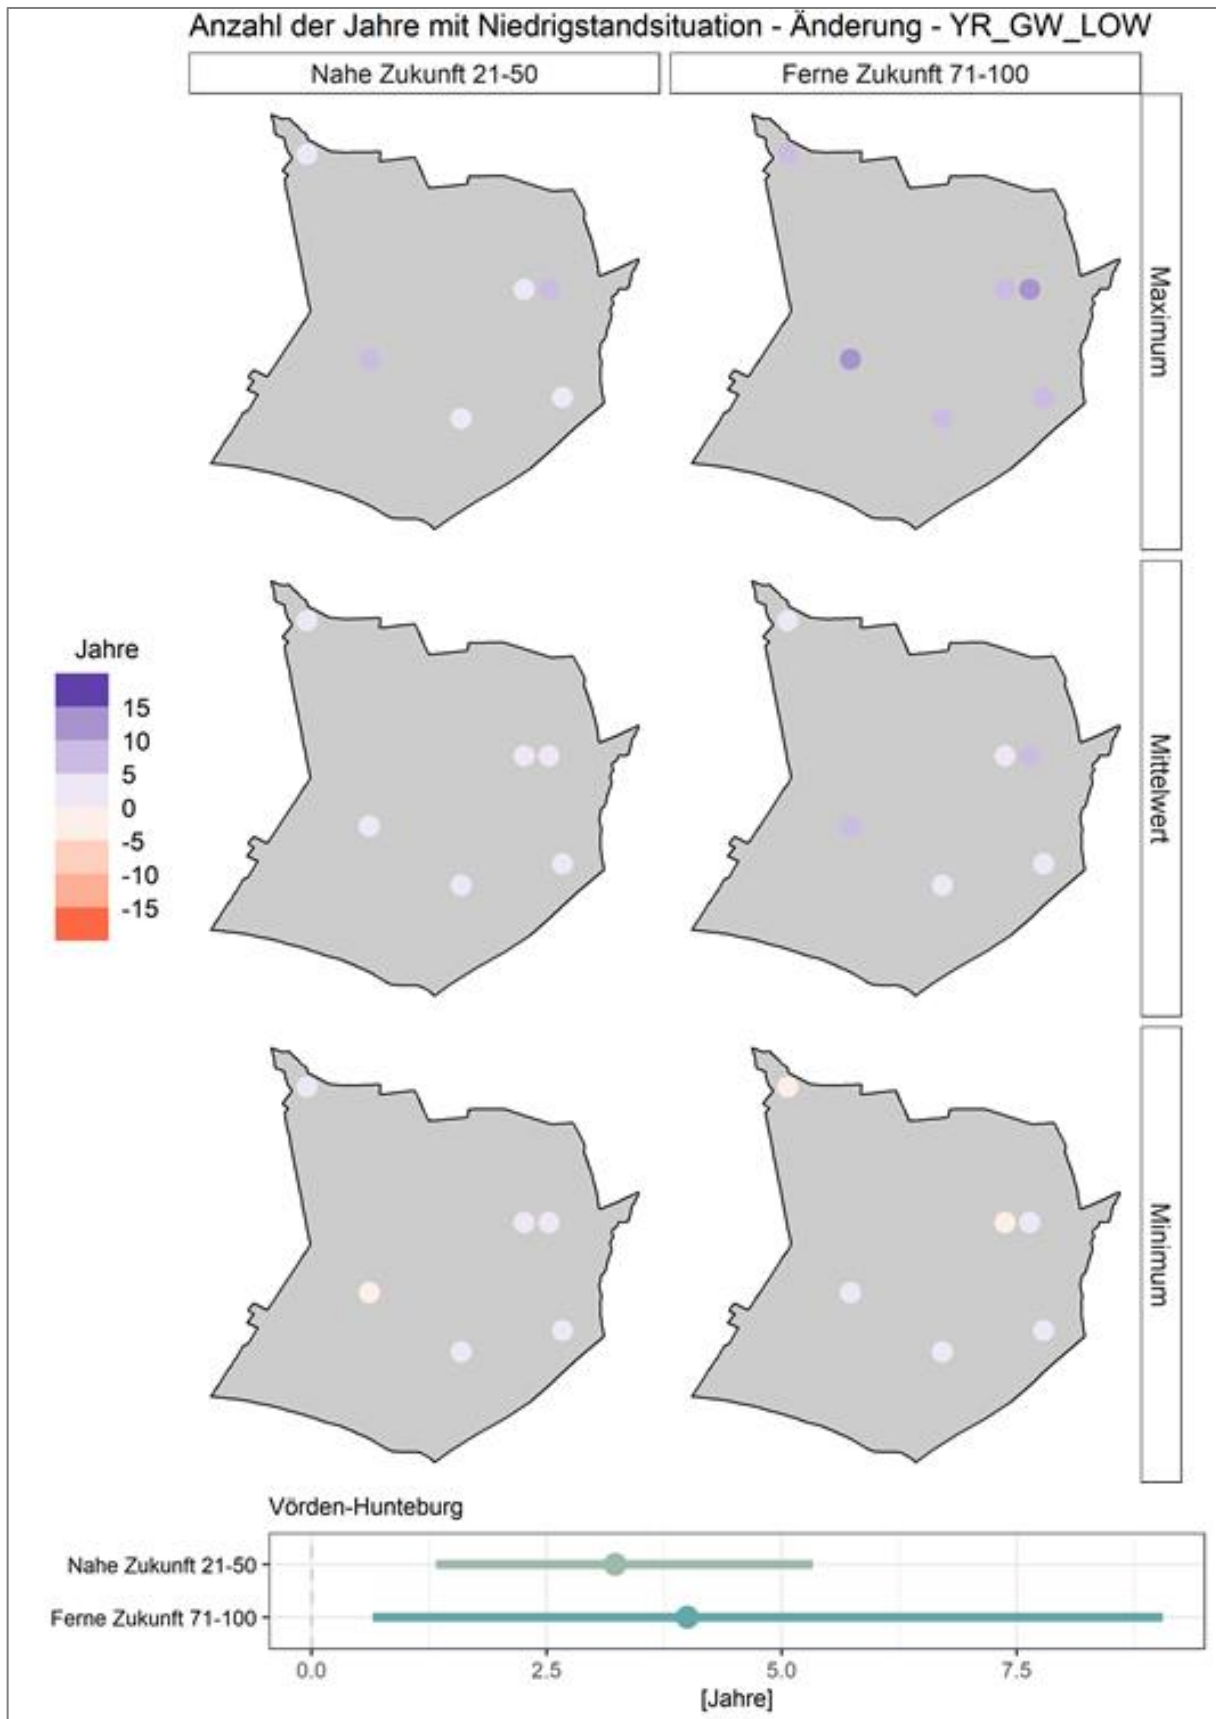 Anzahl der Jahre mit Niedrigstandsituation - Änderung - YR_GW_LOW
Nahe Zukunft 21-50
Ferne Zukunft 71-100
Maximum
Mittelwert
Minimum
Jahre
15
10
5
0
-5
-10
-15
Vörden-Hunteburg
Nahe Zukunft 21-50
Ferne Zukunft 71-100
0.0
2.5
5.0
7.5
[Jahre]